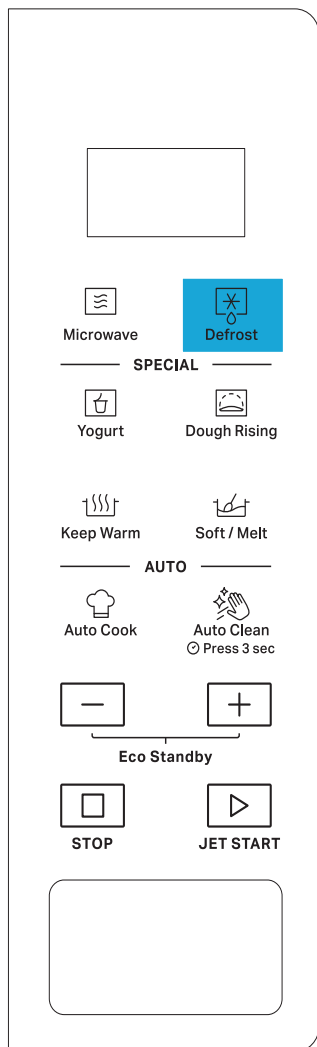 Microwave Defrost
SPECIAL
Yogurt Dough Rising
Keep Warm Soft / Melt
AUTO
Auto Cook Auto Clean
Press 3 sec
Eco Standby
STOP JET START